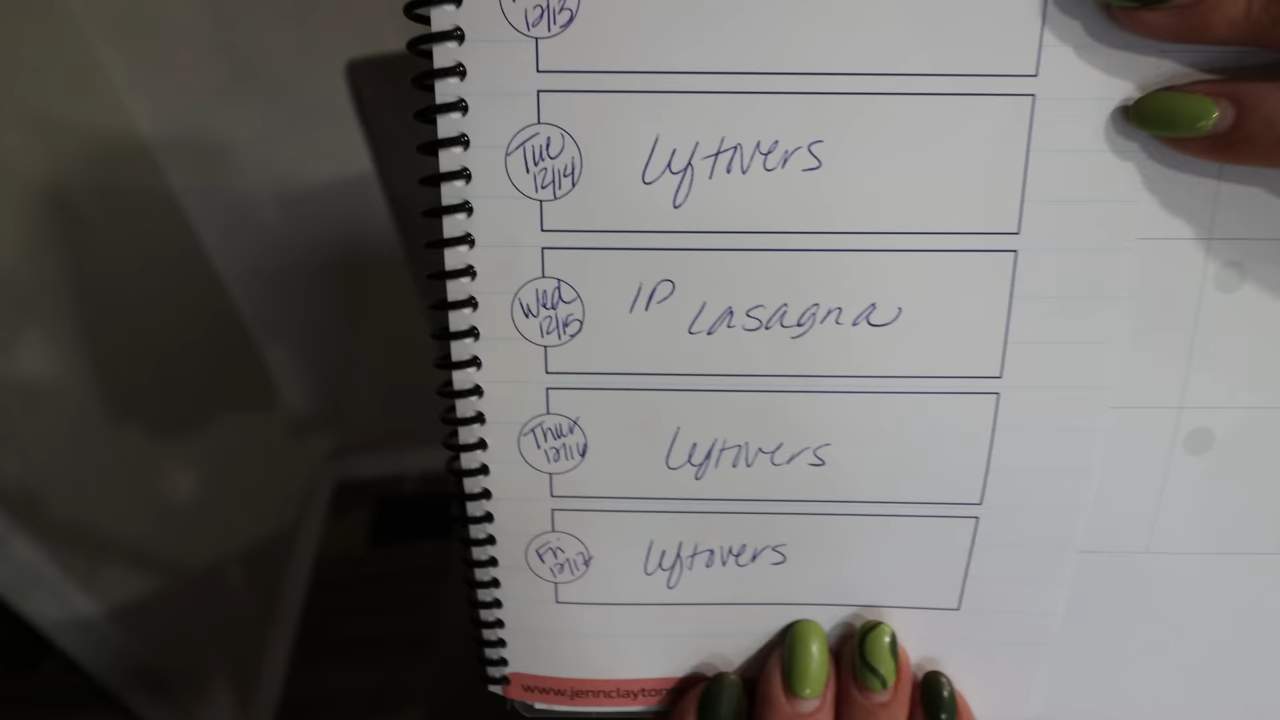 12/13
Tue
12/14
Leftovers
Wed
12/15
IP Lasagna
Thur
12/16
Leftovers
Fri
12/17
Leftovers
www.jennclayton